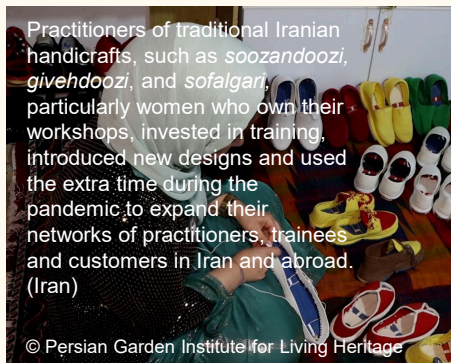 Practitioners of traditional Iranian
handicrafts, such as soozandoozi,
givehdoozi, and sofalgari,
particularly women who own their
workshops, invested in training,
introduced new designs and used
the extra time during the
pandemic to expand their
networks of practitioners, trainees
and customers in Iran and abroad.
(Iran)
© Persian Garden Institute for Living Heritage